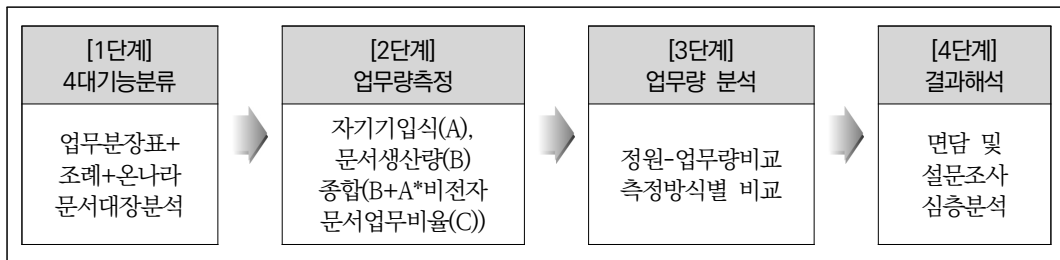 [1단계]
4대기능분류
업무분장표+
조례+온나라
문서대장분석
[2단계]
업무량측정
자기기입식(A),
문서생산량(B)
종합(B+A*비전자
문서업무비율(C))
[3단계]
업무량 분석
정원-업무량비교
측정방식별 비교
[4단계]
결과해석
면담 및
설문조사
심층분석